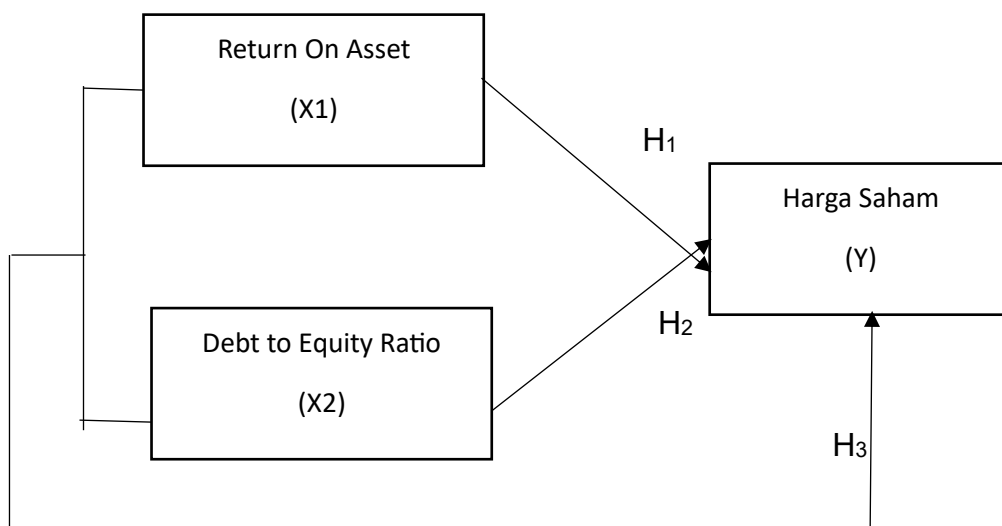 Return On Asset
(X1)
H1
Harga Saham
(Y)
Debt to Equity Ratio
(X2)
H2
H3